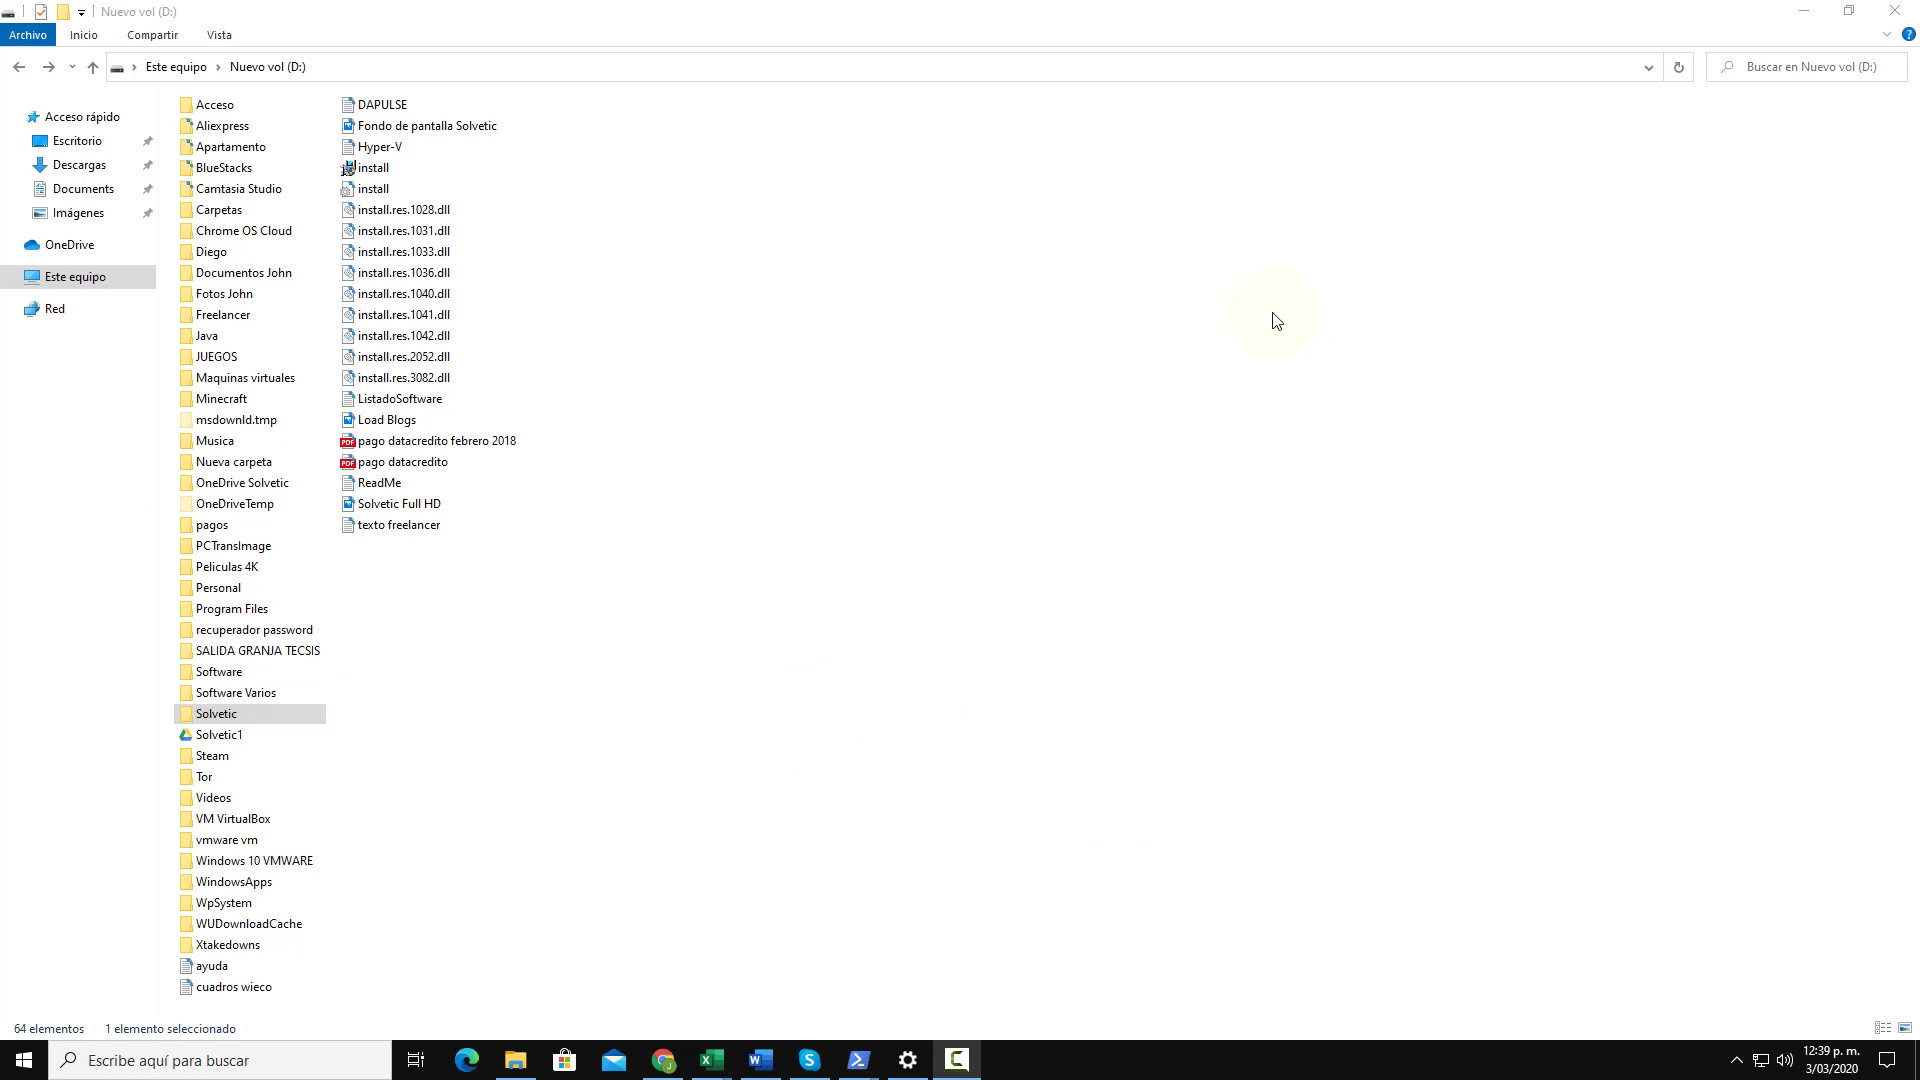 Nuevo vol (D:)
Archivo
Inicio
Compartir
Vista
Este equipo
Nuevo vol (D:)
Buscar en Nuevo vol (D:)
Acceso rápido
Escritorio
Descargas
Documents
Imágenes
OneDrive
Este equipo
Red
Acceso
Aliexpress
Apartamento
BlueStacks
Camtasia Studio
Carpetas
Chrome OS Cloud
Diego
Documentos John
Fotos John
Freelancer
Java
JUEGOS
Maquinas virtuales
Minecraft
msdownld.tmp
Musica
Nueva carpeta
OneDrive Solvetic
OneDriveTemp
pagos
PCTransImage
Peliculas 4K
Personal
Program Files
recuperador password
SALIDA GRANJA TECSIS
Software
Software Varios
Solvetic
Solvetic1
Steam
Tor
Videos
VM VirtualBox
vmware vm
Windows 10 VMWARE
WindowsApps
WpSystem
WUDownloadCache
Xtakedowns
ayuda
cuadros wieco
DAPULSE
Fondo de pantalla Solvetic
Hyper-V
install
install
install.res.1028.dll
install.res.1031.dll
install.res.1033.dll
install.res.1036.dll
install.res.1040.dll
install.res.1041.dll
install.res.1042.dll
install.res.2052.dll
install.res.3082.dll
ListadoSoftware
Load Blogs
pago datacredito febrero 2018
pago datacredito
ReadMe
Solvetic Full HD
texto freelancer
64 elementos
1 elemento seleccionado
Escribe aquí para buscar
12:39 p. m.
3/03/2020